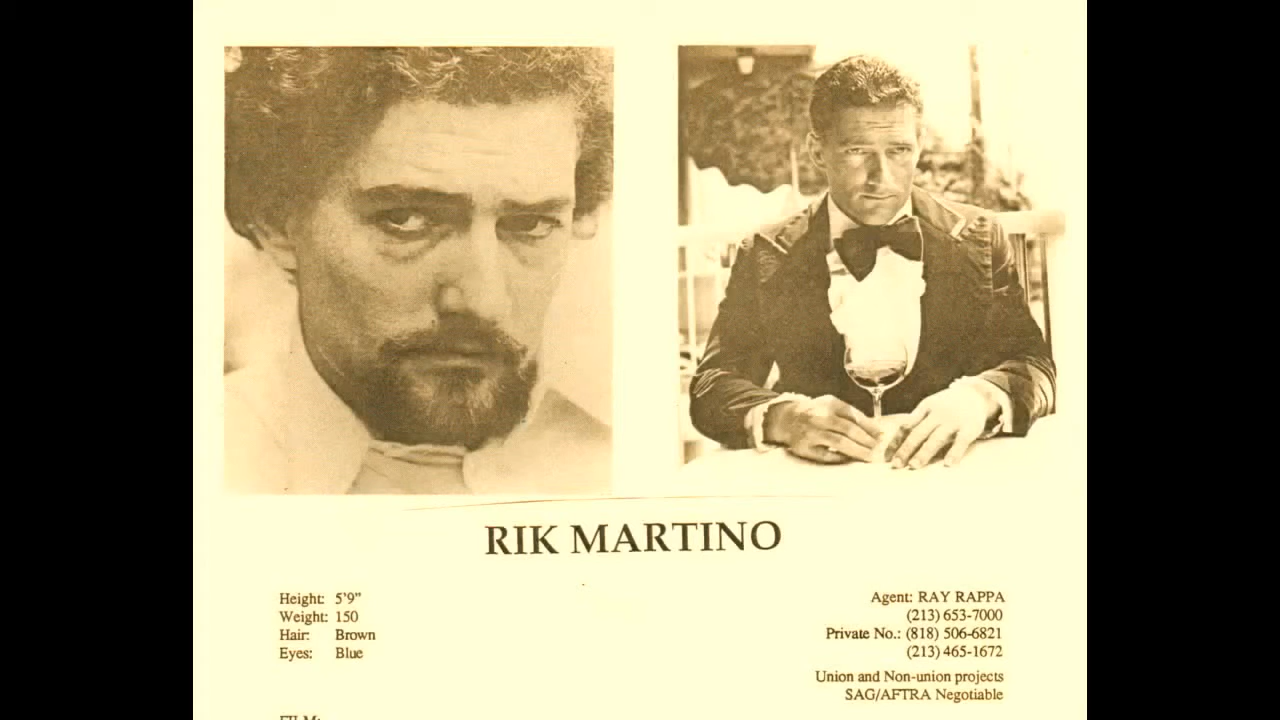 RIK MARTINO
Height: 5'9"
Weight: 150
Hair: Brown
Eyes: Blue
Agent: RAY RAPPA
(213) 653-7000
Private No.: (818) 506-6821
(213) 465-1672
Union and Non-union projects
SAG/AFTRA Negotiable
FILM: